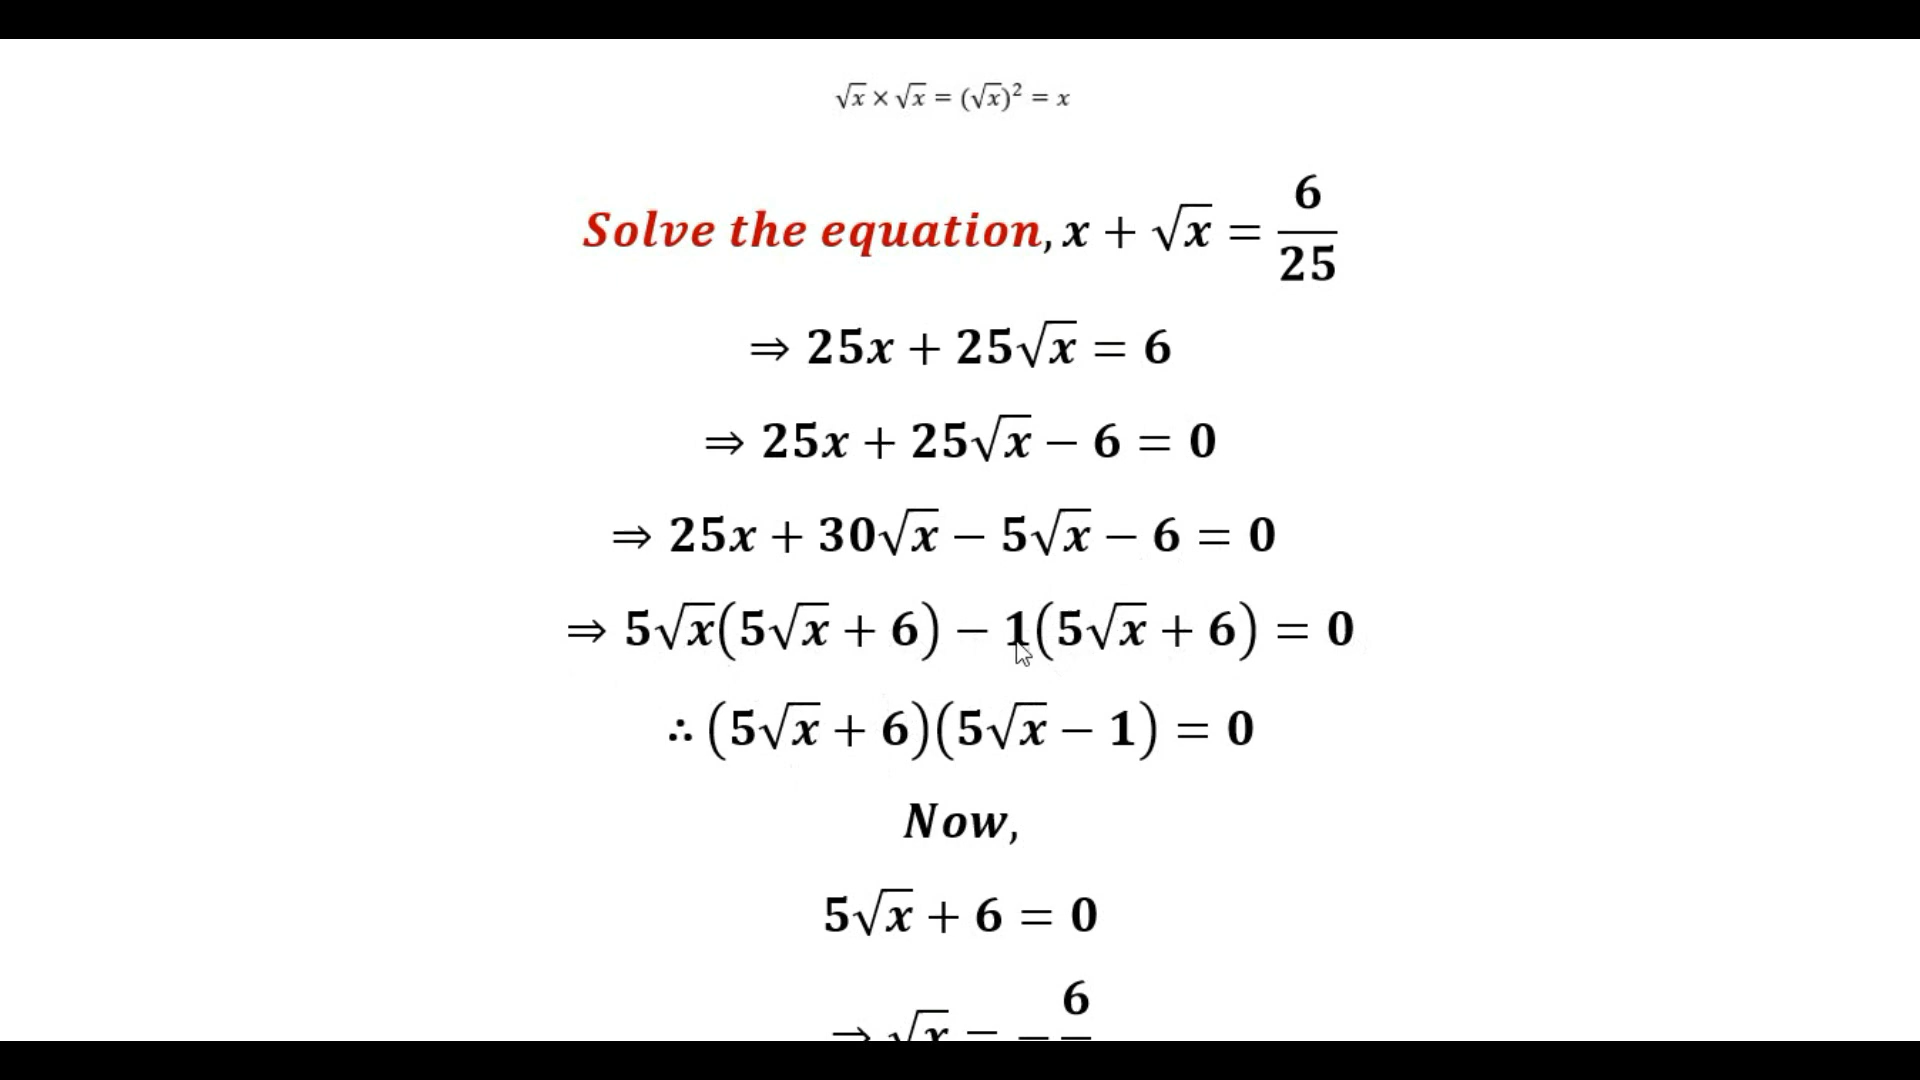 √x × √x = (√x)² = x
Solve the equation, x + √x = 6/25
⇒ 25x + 25√x = 6
⇒ 25x + 25√x − 6 = 0
⇒ 25x + 30√x − 5√x − 6 = 0
⇒ 5√x(5√x + 6) − 1(5√x + 6) = 0
∴ (5√x + 6)(5√x − 1) = 0
Now,
5√x + 6 = 0
⇒ √x = − 6